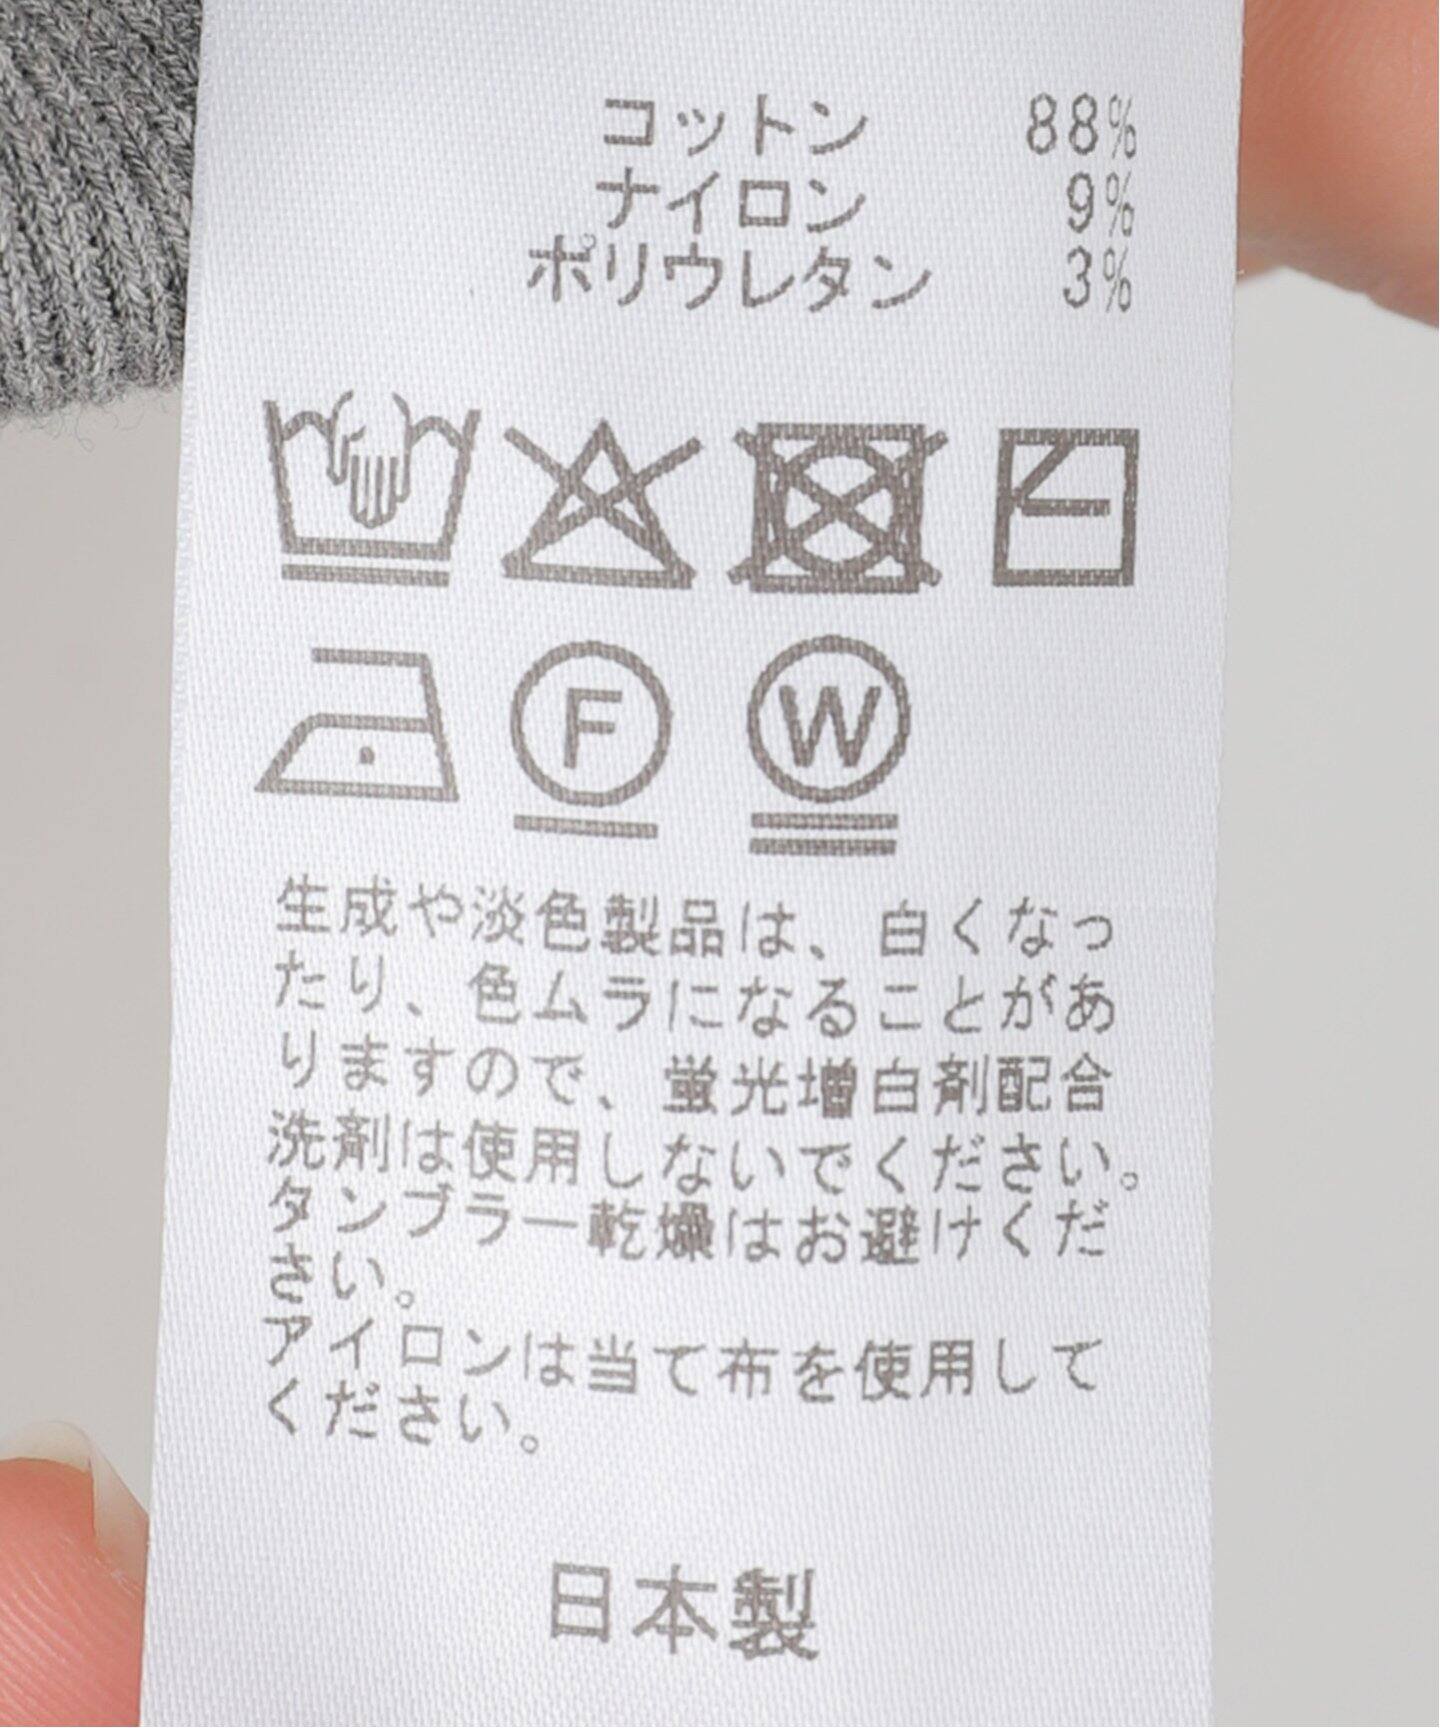 コットン 88%
ナイロン 9%
ポリウレタン 3%
F W
生成や淡色製品は、白くなっ
たり、色ムラになることがあ
りますので、蛍光増白剤配合
洗剤は使用しないでください。
タンブラー乾燥はお避けくだ
さい。
アイロンは当て布を使用して
ください。
日本製